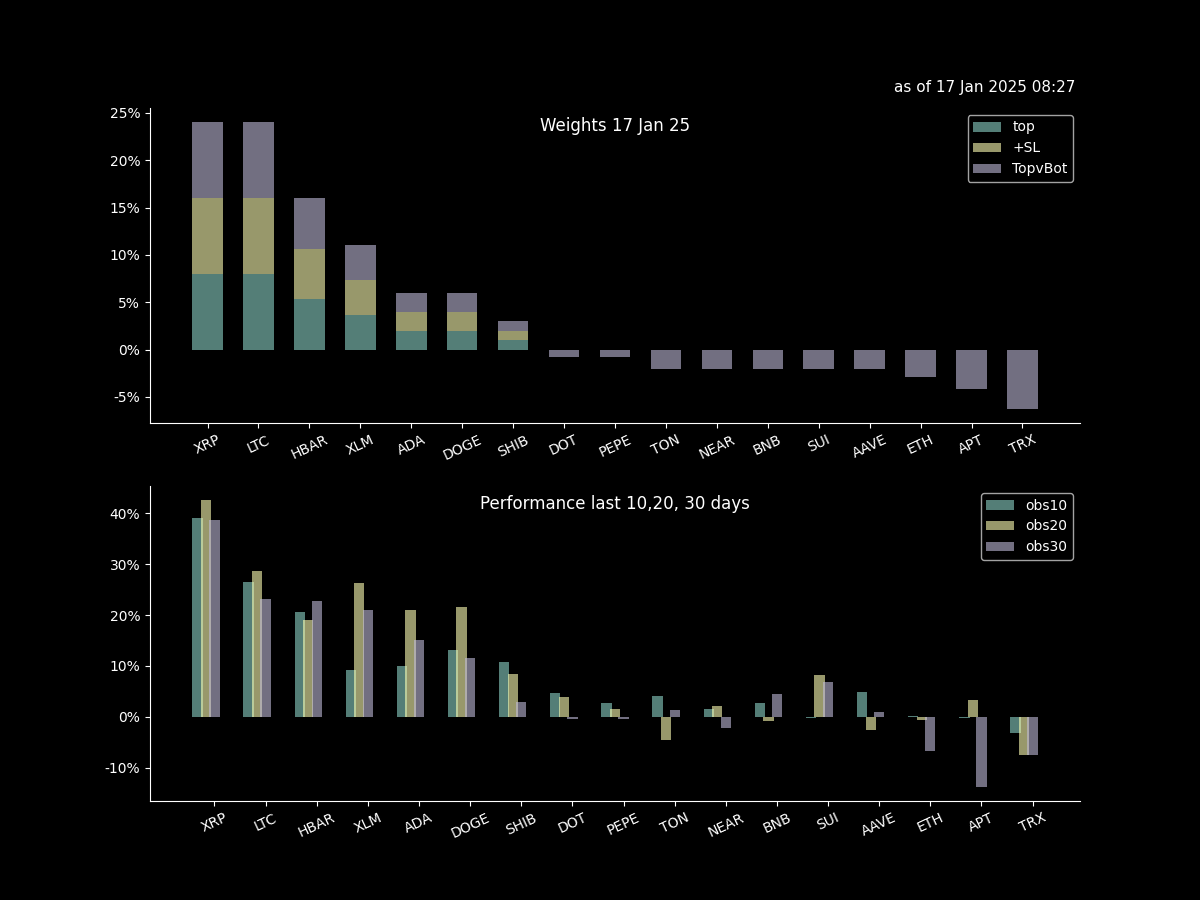 as of 17 Jan 2025 08:27
Weights 17 Jan 25
top
+SL
TopvBot
25%
20%
15%
10%
5%
0%
-5%
XRP LTC HBAR XLM ADA DOGE SHIB DOT PEPE TON NEAR BNB SUI AAVE ETH APT TRX
Performance last 10,20, 30 days
obs10
obs20
obs30
40%
30%
20%
10%
0%
-10%
XRP LTC HBAR XLM ADA DOGE SHIB DOT PEPE TON NEAR BNB SUI AAVE ETH APT TRX